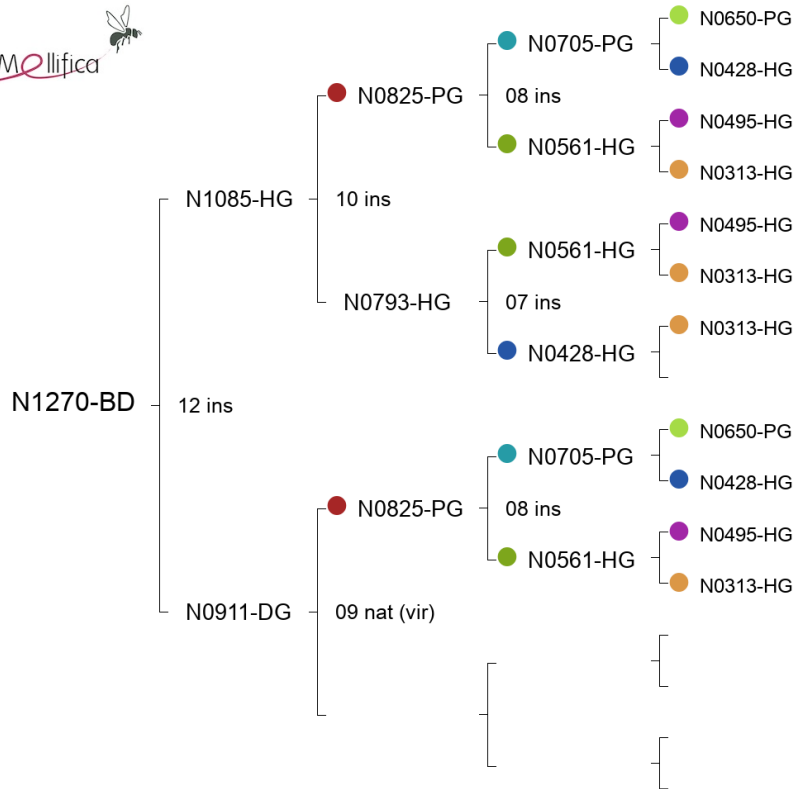 Mellifica
N0650-PG
N0705-PG
N0428-HG
N0825-PG
08 ins
N0495-HG
N0561-HG
N0313-HG
N1085-HG
10 ins
N0495-HG
N0561-HG
N0313-HG
N0793-HG
07 ins
N0313-HG
N0428-HG
N1270-BD
12 ins
N0650-PG
N0705-PG
N0428-HG
N0825-PG
08 ins
N0495-HG
N0561-HG
N0313-HG
N0911-DG
09 nat (vir)